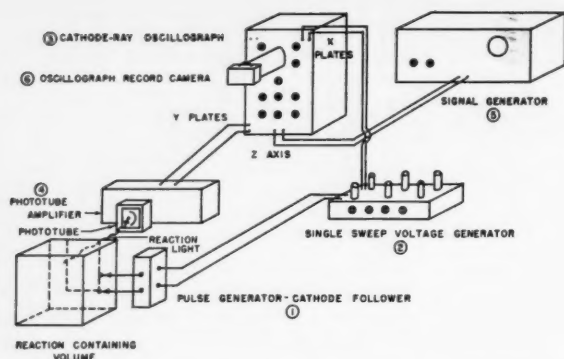 ③ CATHODE-RAY OSCILLOGRAPH
X
PLATES
⑥ OSCILLOGRAPH RECORD CAMERA
Y PLATES
Z AXIS
SIGNAL GENERATOR
⑤
④
PHOTOTUBE
AMPLIFIER
PHOTOTUBE
REACTION
LIGHT
SINGLE SWEEP VOLTAGE GENERATOR
②
PULSE GENERATOR-CATHODE FOLLOWER
①
REACTION CONTAINING
VOLUME